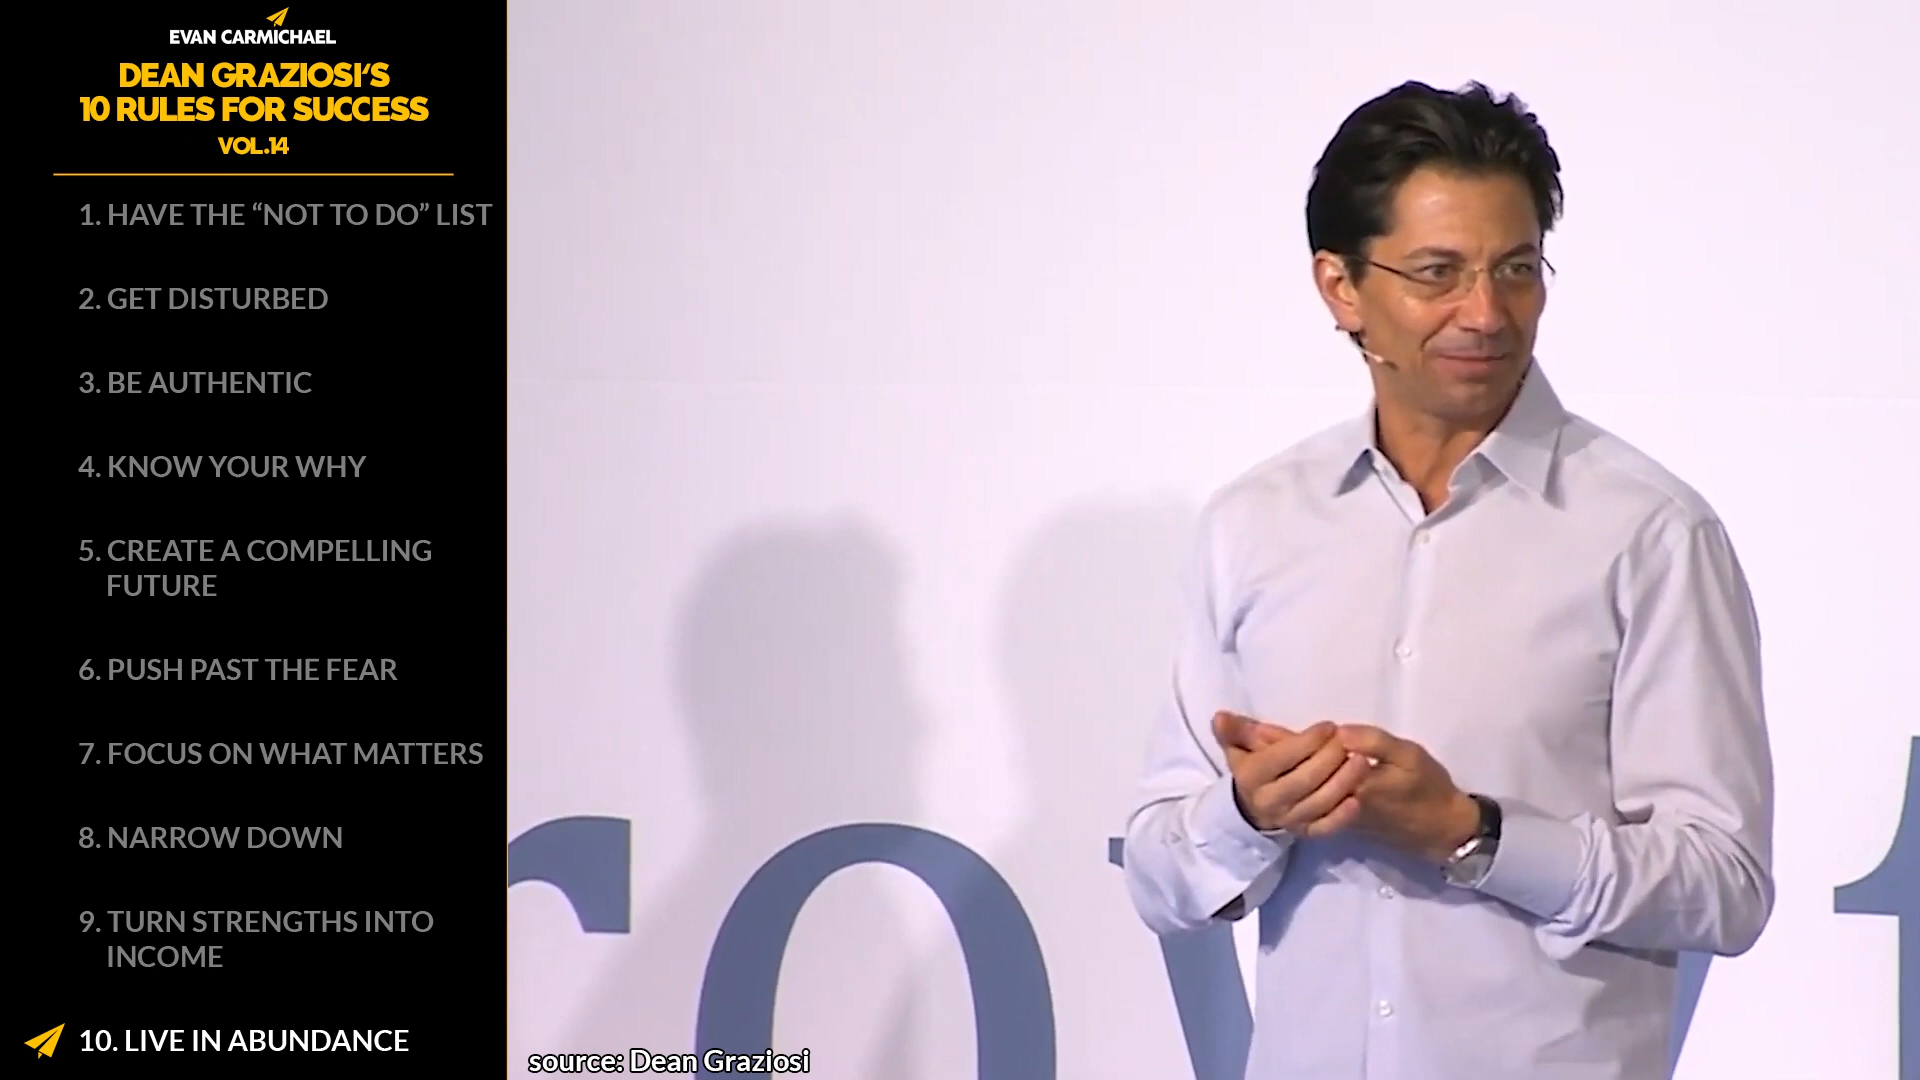 EVAN CARMICHAEL
DEAN GRAZIOSI'S
10 RULES FOR SUCCESS
VOL.14
1. HAVE THE “NOT TO DO” LIST
2. GET DISTURBED
3. BE AUTHENTIC
4. KNOW YOUR WHY
5. CREATE A COMPELLING
FUTURE
6. PUSH PAST THE FEAR
7. FOCUS ON WHAT MATTERS
8. NARROW DOWN
9. TURN STRENGTHS INTO
INCOME
10. LIVE IN ABUNDANCE
source: Dean Graziosi